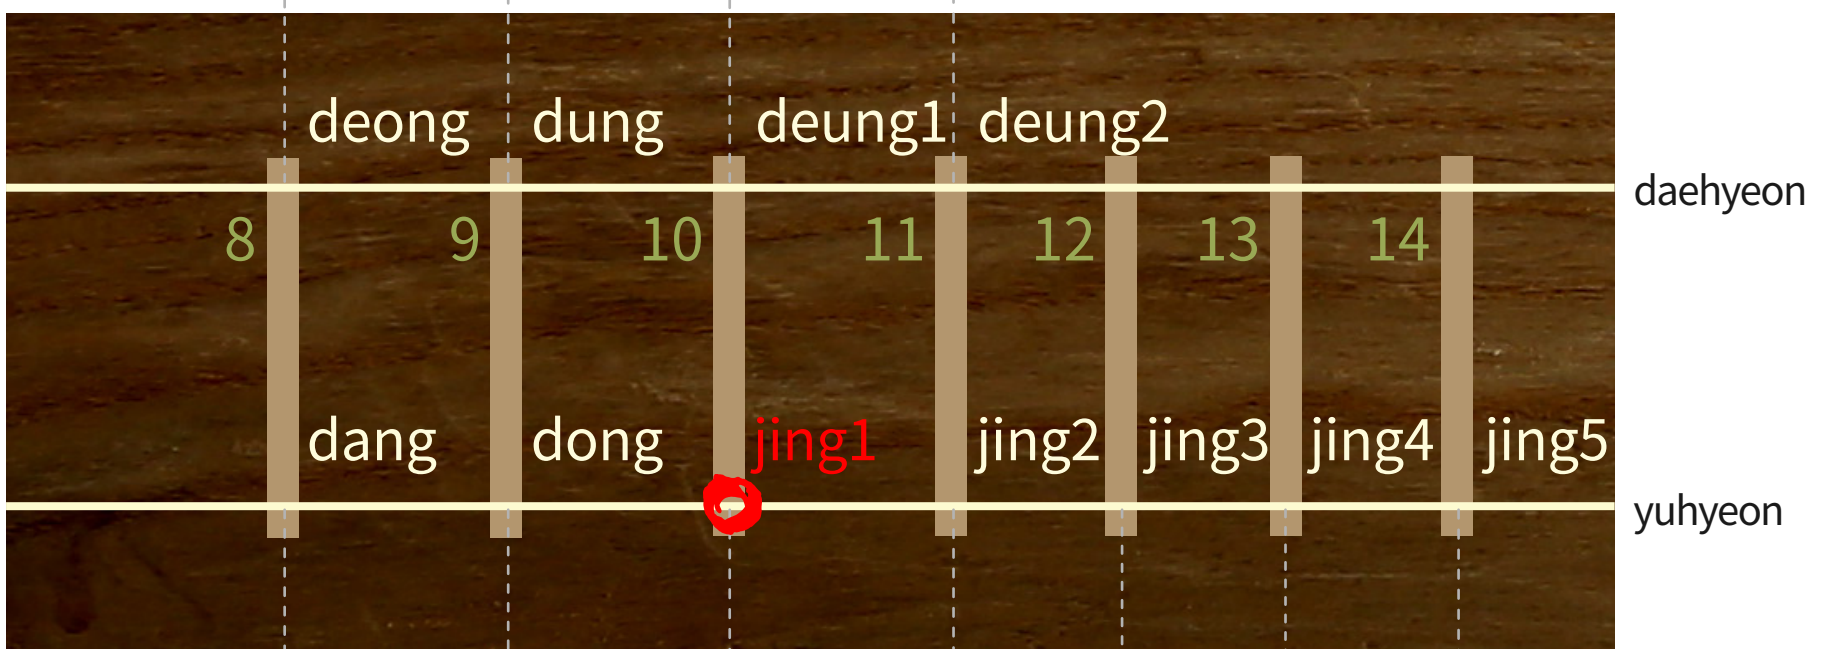 deong dung deung1 deung2
daehyeon
8 9 10 11 12 13 14
dang dong jing1 jing2 jing3 jing4 jing5
yuhyeon